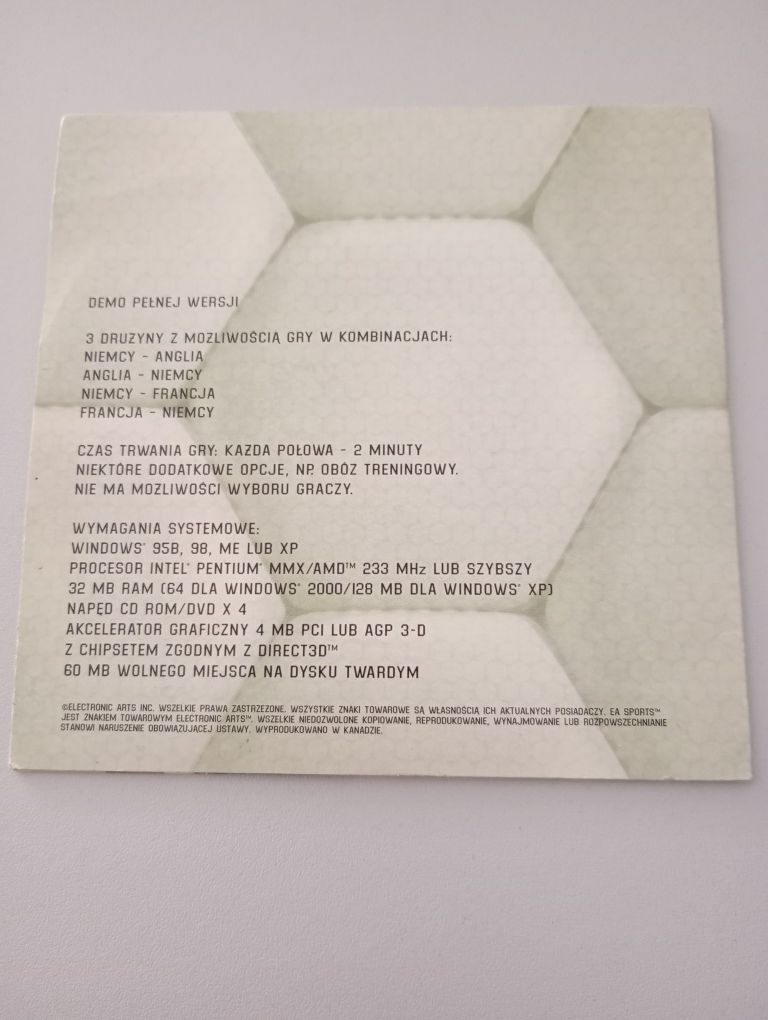 DEMO PEŁNEJ WERSJI
3 DRUZYNY Z MOZLIWOŚCIĄ GRY W KOMBINACJACH:
NIEMCY - ANGLIA
ANGLIA - NIEMCY
NIEMCY - FRANCJA
FRANCJA - NIEMCY
CZAS TRWANIA GRY: KAZDA POŁOWA - 2 MINUTY
NIEKTÓRE DODATKOWE OPCJE, NP. OBÓZ TRENINGOWY.
NIE MA MOZLIWOŚCI WYBORU GRACZY.
WYMAGANIA SYSTEMOWE:
WINDOWS® 95B, 98, ME LUB XP
PROCESOR INTEL® PENTIUM® MMX/AMD™ 233 MHz LUB SZYBSZY
32 MB RAM (64 DLA WINDOWS® 2000/128 MB DLA WINDOWS® XP)
NAPĘD CD ROM/DVD X 4
AKCELERATOR GRAFICZNY 4 MB PCI LUB AGP 3-D
Z CHIPSETEM ZGODNYM Z DIRECT3D™
60 MB WOLNEGO MIEJSCA NA DYSKU TWARDYM
©ELECTRONIC ARTS INC. WSZELKIE PRAWA ZASTRZEZONE. WSZYSTKIE ZNAKI TOWAROWE SĄ WŁASNOŚCIĄ ICH AKTUALNYCH POSIADACZY. EA SPORTS™
JEST ZNAKIEM TOWAROWYM ELECTRONIC ARTS™. WSZELKIE NIEDOZWOLONE KOPIOWANIE, REPRODUKOWANIE, WYNAJMOWANIE LUB ROZPOWSZECHNIANIE
STANOWI NARUSZENIE OBOWIĄZUJĄCEJ USTAWY. WYPRODUKOWANO W KANADZIE.